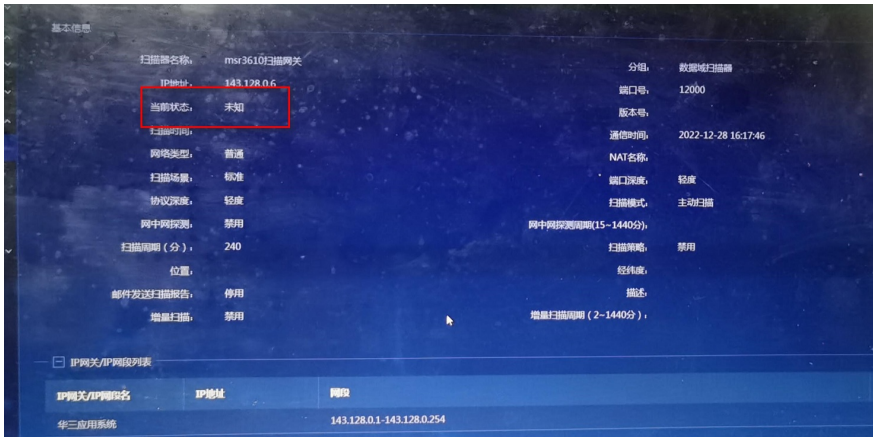 基本信息
扫描器名称: msr3610扫描网关
分组: 数据域扫描器
IP地址: 143.128.0.6
端口号: 12000
当前状态: 未知
版本号:
扫描时间:
通信时间: 2022-12-28 16:17:46
网络类型: 普通
NAT名称:
扫描场景: 标准
端口深度: 轻度
协议深度: 轻度
扫描模式: 主动扫描
网中网探测: 禁用
网中网探测周期(15~1440分):
扫描周期（分）: 240
扫描策略: 禁用
位置:
经纬度:
邮件发送扫描报告: 停用
描述:
增量扫描: 禁用
增量扫描周期（2~1440分）:
IP网关/IP网段列表
IP网关/IP网段名 IP地址 网段
华三应用系统 143.128.0.1-143.128.0.254